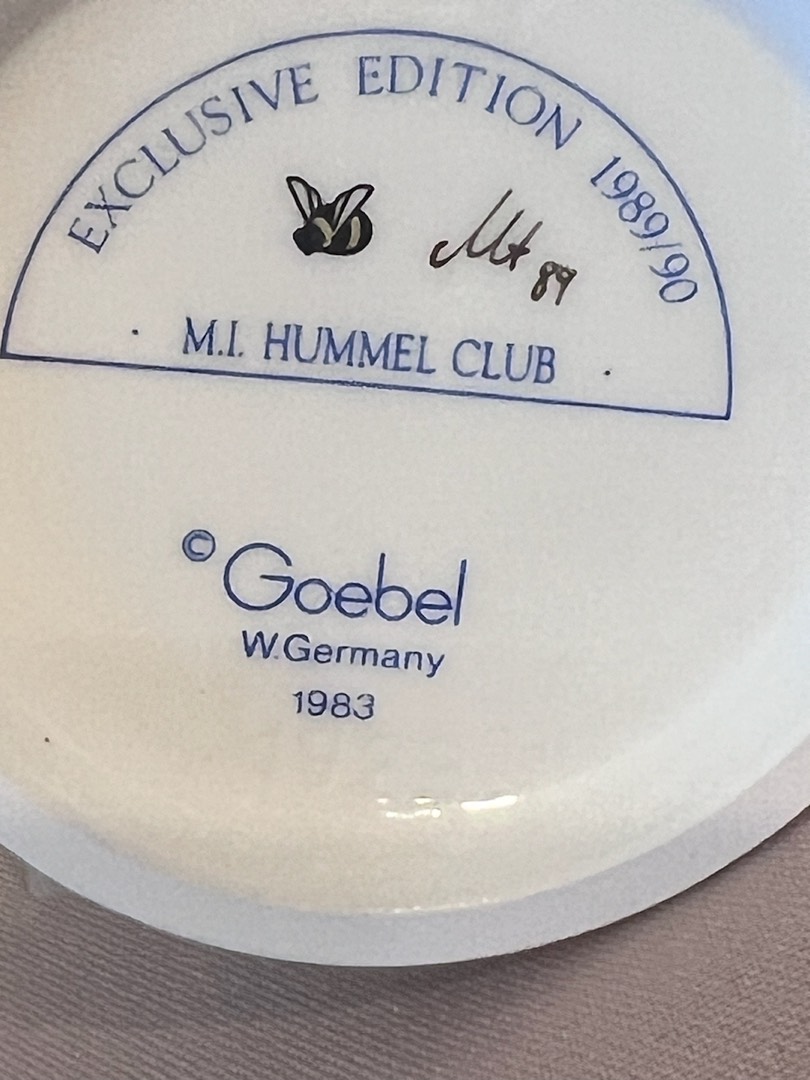 EXCLUSIVE EDITION 1989/90
89
M.I. HUMMEL CLUB
© Goebel
W.Germany
1983